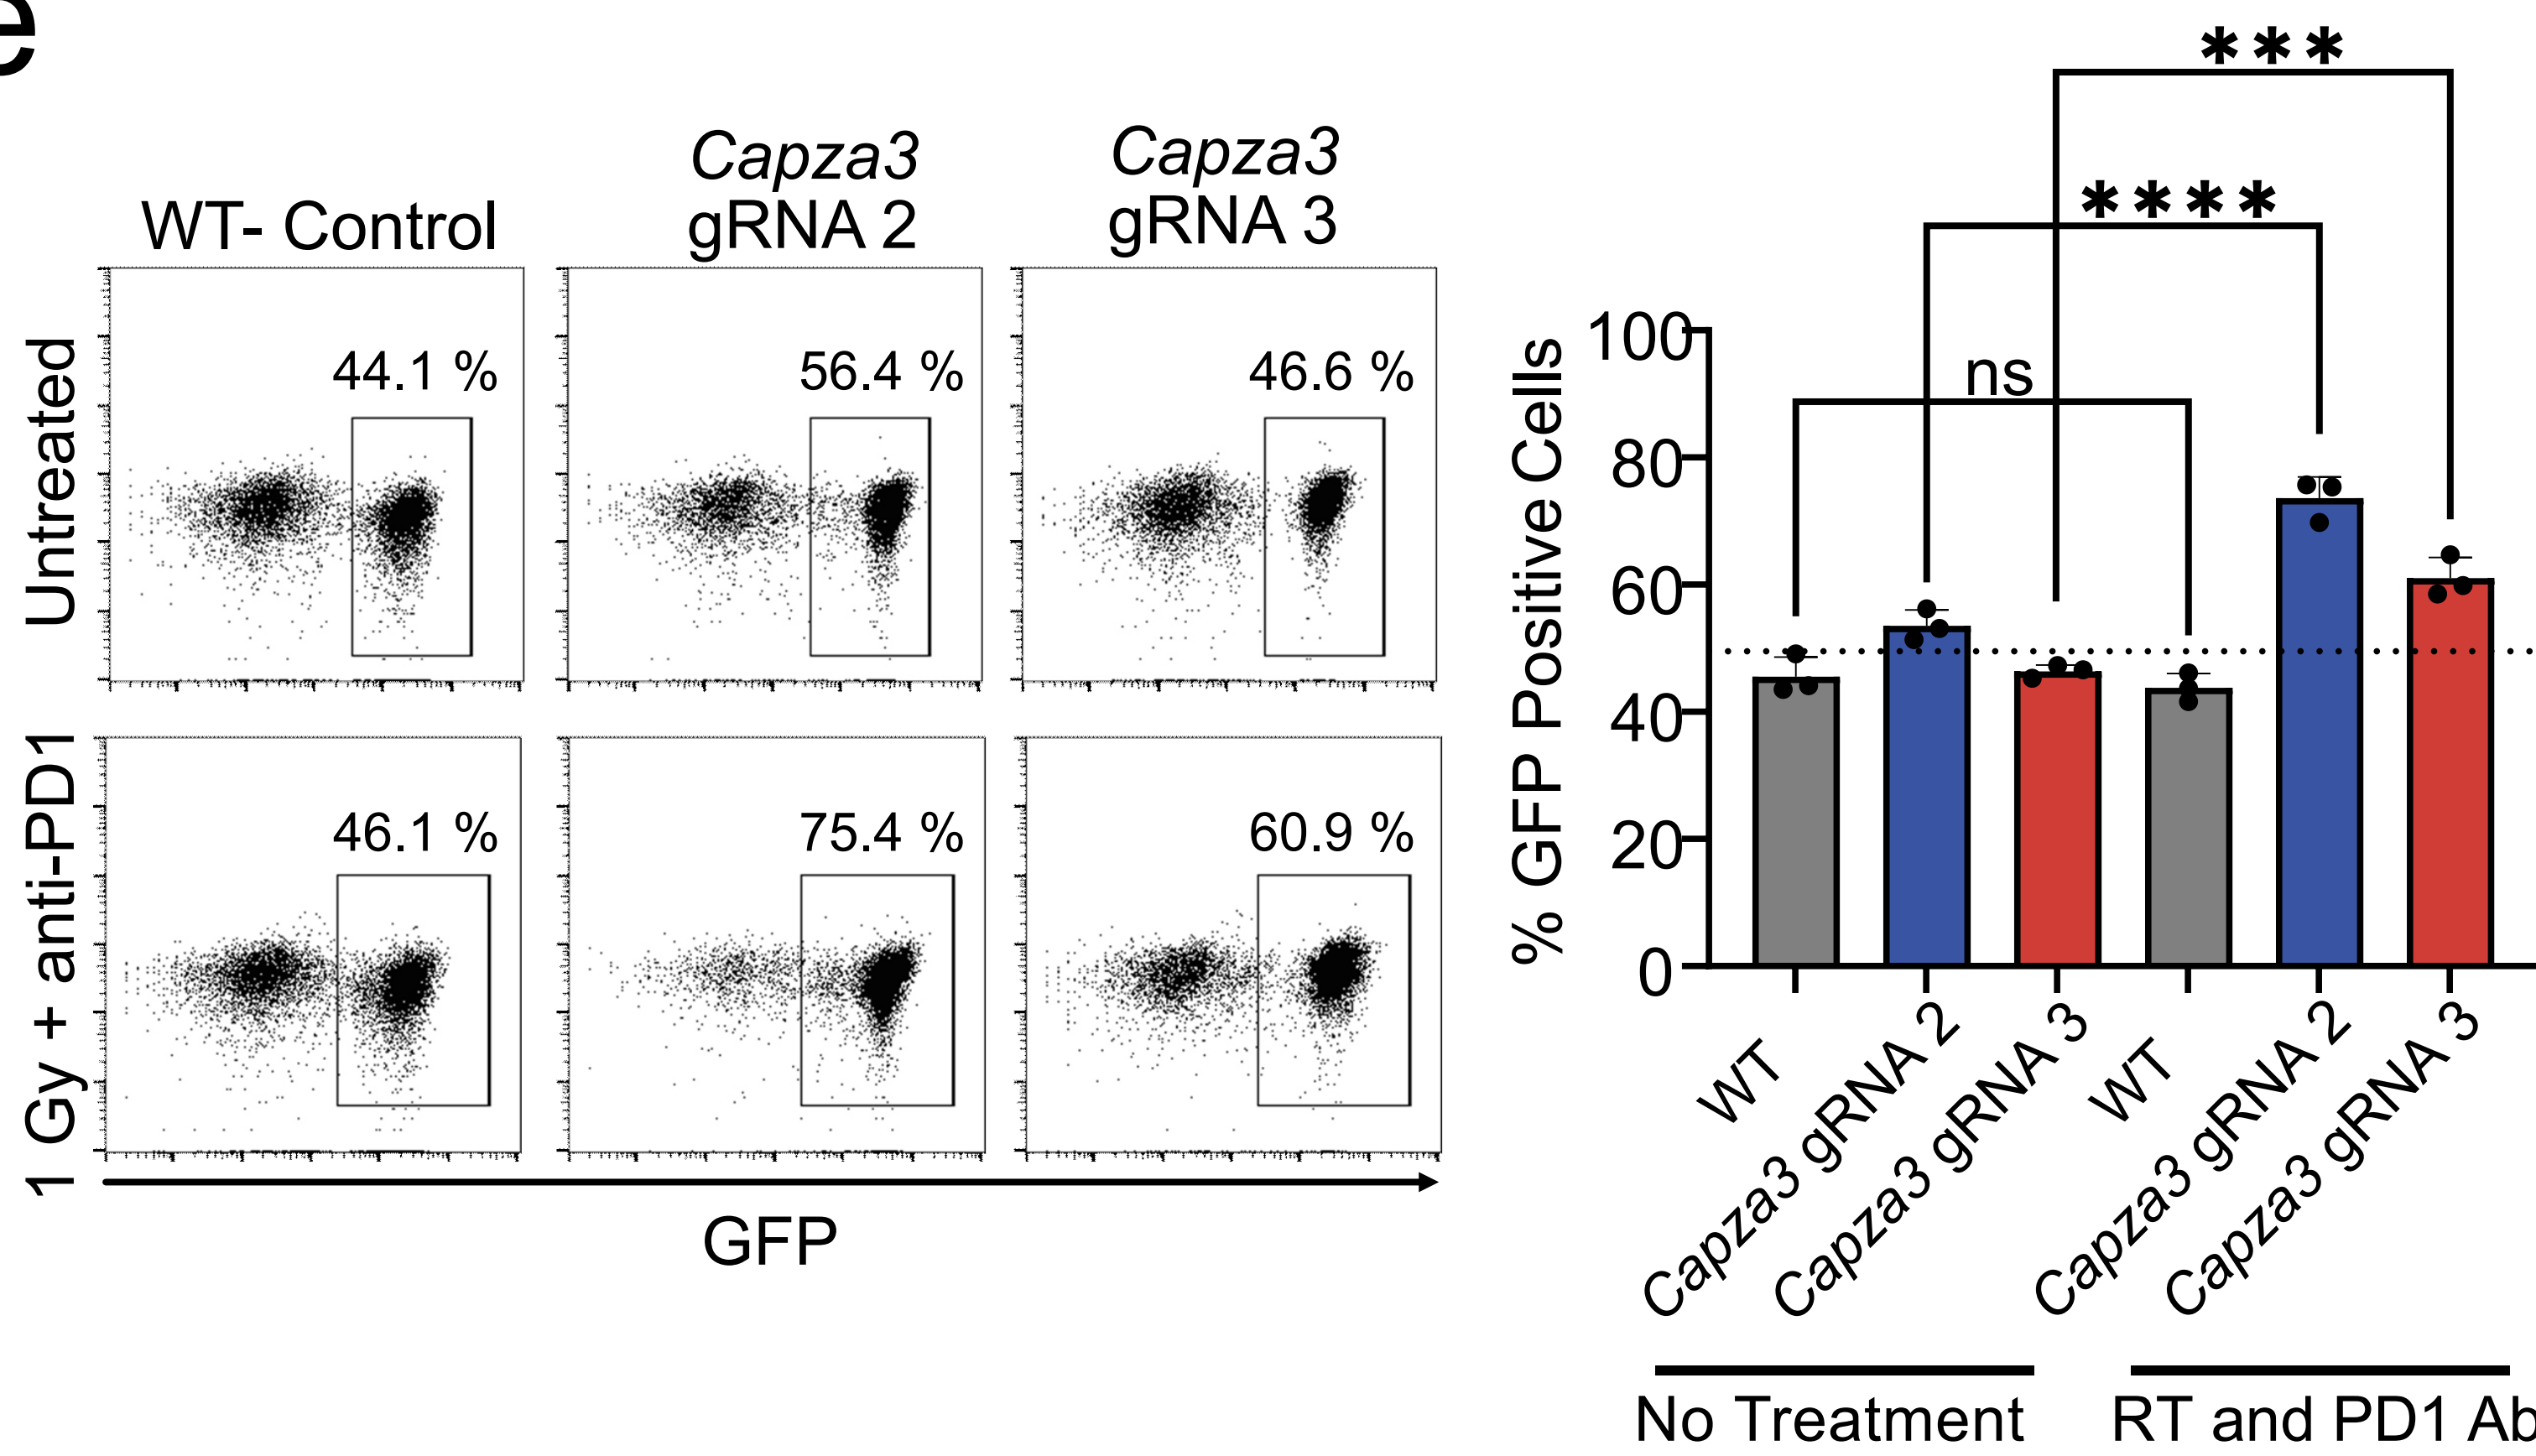 e
WT- Control
Capza3
gRNA 2
Capza3
gRNA 3
Untreated
44.1 %
56.4 %
46.6 %
1 Gy + anti-PD1
46.1 %
75.4 %
60.9 %
GFP
% GFP Positive Cells
100
80
60
40
20
0
ns
****
***
WT
Capza3 gRNA 2
Capza3 gRNA 3
WT
Capza3 gRNA 2
Capza3 gRNA 3
No Treatment
RT and PD1 Ab